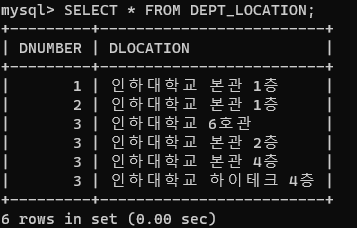 mysql> SELECT * FROM DEPT_LOCATION;
+---------+--------------------------+
| DNUMBER | DLOCATION                |
+---------+--------------------------+
|       1 | 인하대학교 본관 1층 |
|       2 | 인하대학교 본관 1층 |
|       3 | 인하대학교 6호관 |
|       3 | 인하대학교 본관 2층 |
|       3 | 인하대학교 본관 4층 |
|       3 | 인하대학교 하이테크 4층 |
+---------+--------------------------+
6 rows in set (0.00 sec)